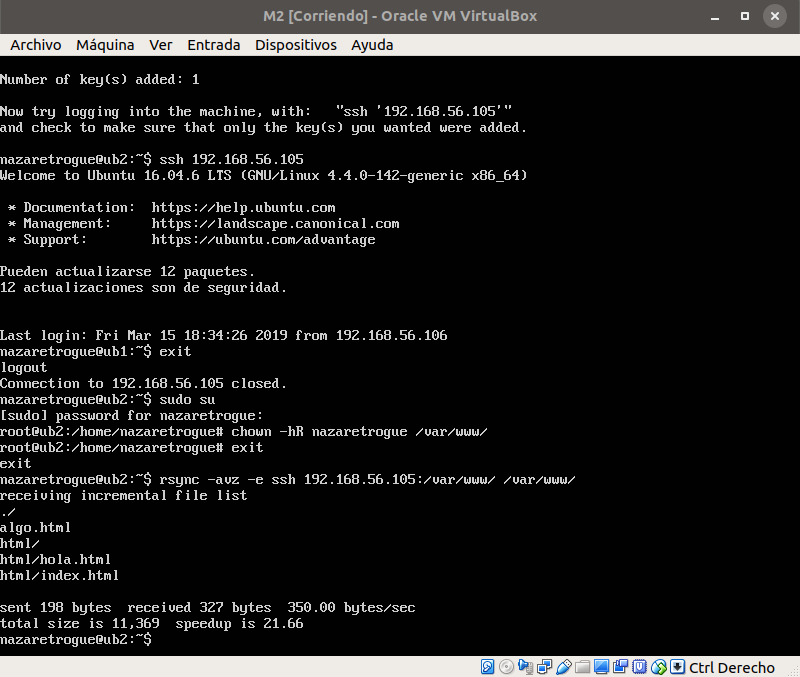 M2 [Corriendo] - Oracle VM VirtualBox
Archivo Máquina Ver Entrada Dispositivos Ayuda
Number of key(s) added: 1
Now try logging into the machine, with:   "ssh '192.168.56.105'"
and check to make sure that only the key(s) you wanted were added.
nazaretrogue@ub2:~$ ssh 192.168.56.105
Welcome to Ubuntu 16.04.6 LTS (GNU/Linux 4.4.0-142-generic x86_64)
 * Documentation:  https://help.ubuntu.com
 * Management:     https://landscape.canonical.com
 * Support:        https://ubuntu.com/advantage
Pueden actualizarse 12 paquetes.
12 actualizaciones son de seguridad.
Last login: Fri Mar 15 18:34:26 2019 from 192.168.56.106
nazaretrogue@ub1:~$ exit
logout
Connection to 192.168.56.105 closed.
nazaretrogue@ub2:~$ sudo su
[sudo] password for nazaretrogue:
root@ub2:/home/nazaretrogue# chown -hR nazaretrogue /var/www/
root@ub2:/home/nazaretrogue# exit
exit
nazaretrogue@ub2:~$ rsync -avz -e ssh 192.168.56.105:/var/www/ /var/www/
receiving incremental file list
./
algo.html
html/
html/hola.html
html/index.html
sent 198 bytes  received 327 bytes  350.00 bytes/sec
total size is 11,369  speedup is 21.66
nazaretrogue@ub2:~$
Ctrl Derecho